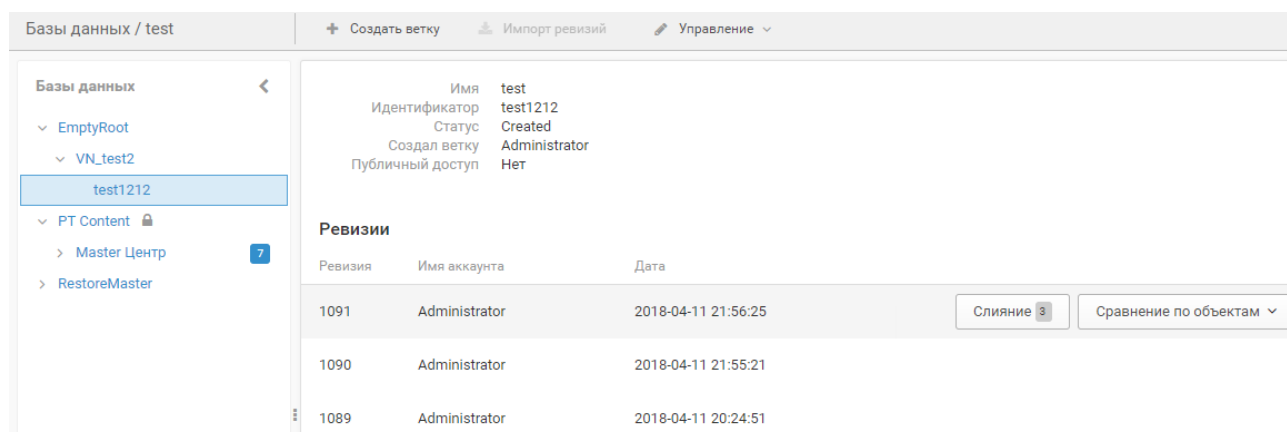 Базы данных / test
Создать ветку Импорт ревизий Управление
Базы данных
EmptyRoot
VN_test2
test1212
PT Content
Master Центр 7
RestoreMaster
Имя test
Идентификатор test1212
Статус Created
Создал ветку Administrator
Публичный доступ Нет
Ревизии
Ревизия Имя аккаунта Дата
1091 Administrator 2018-04-11 21:56:25 Слияние 3 Сравнение по объектам
1090 Administrator 2018-04-11 21:55:21
1089 Administrator 2018-04-11 20:24:51